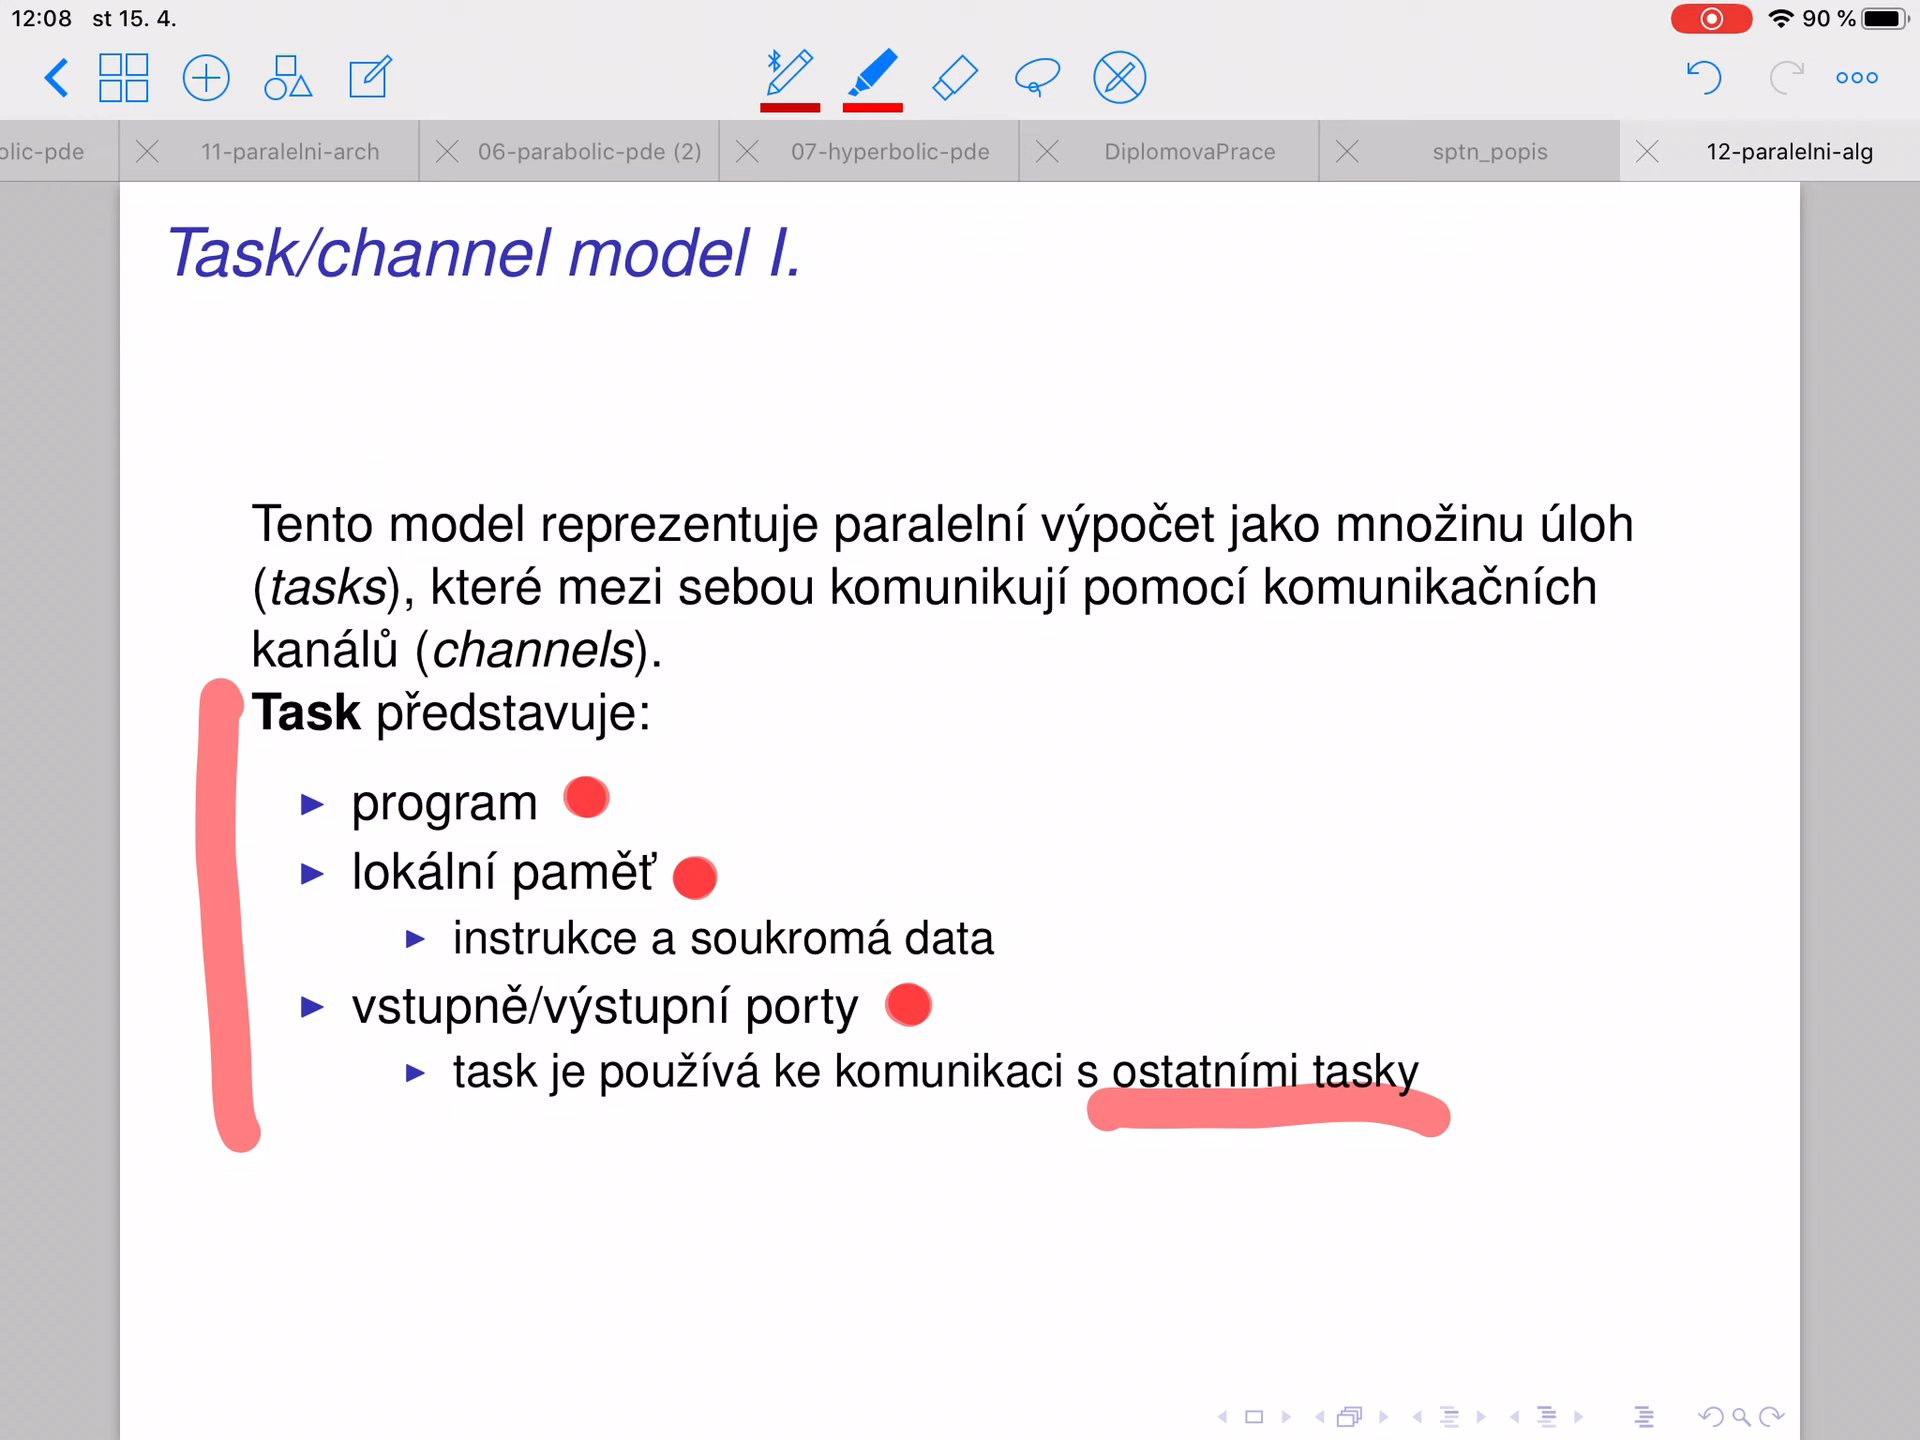 12:08 st 15. 4.
90 %
olic-pde
11-paralelni-arch
06-parabolic-pde (2)
07-hyperbolic-pde
DiplomovaPrace
sptn_popis
12-paralelni-alg
Task/channel model I.
Tento model reprezentuje paralelní výpočet jako množinu úloh
(tasks), které mezi sebou komunikují pomocí komunikačních
kanálů (channels).
Task představuje:
program
lokální paměť
instrukce a soukromá data
vstupně/výstupní porty
task je používá ke komunikaci s ostatními tasky